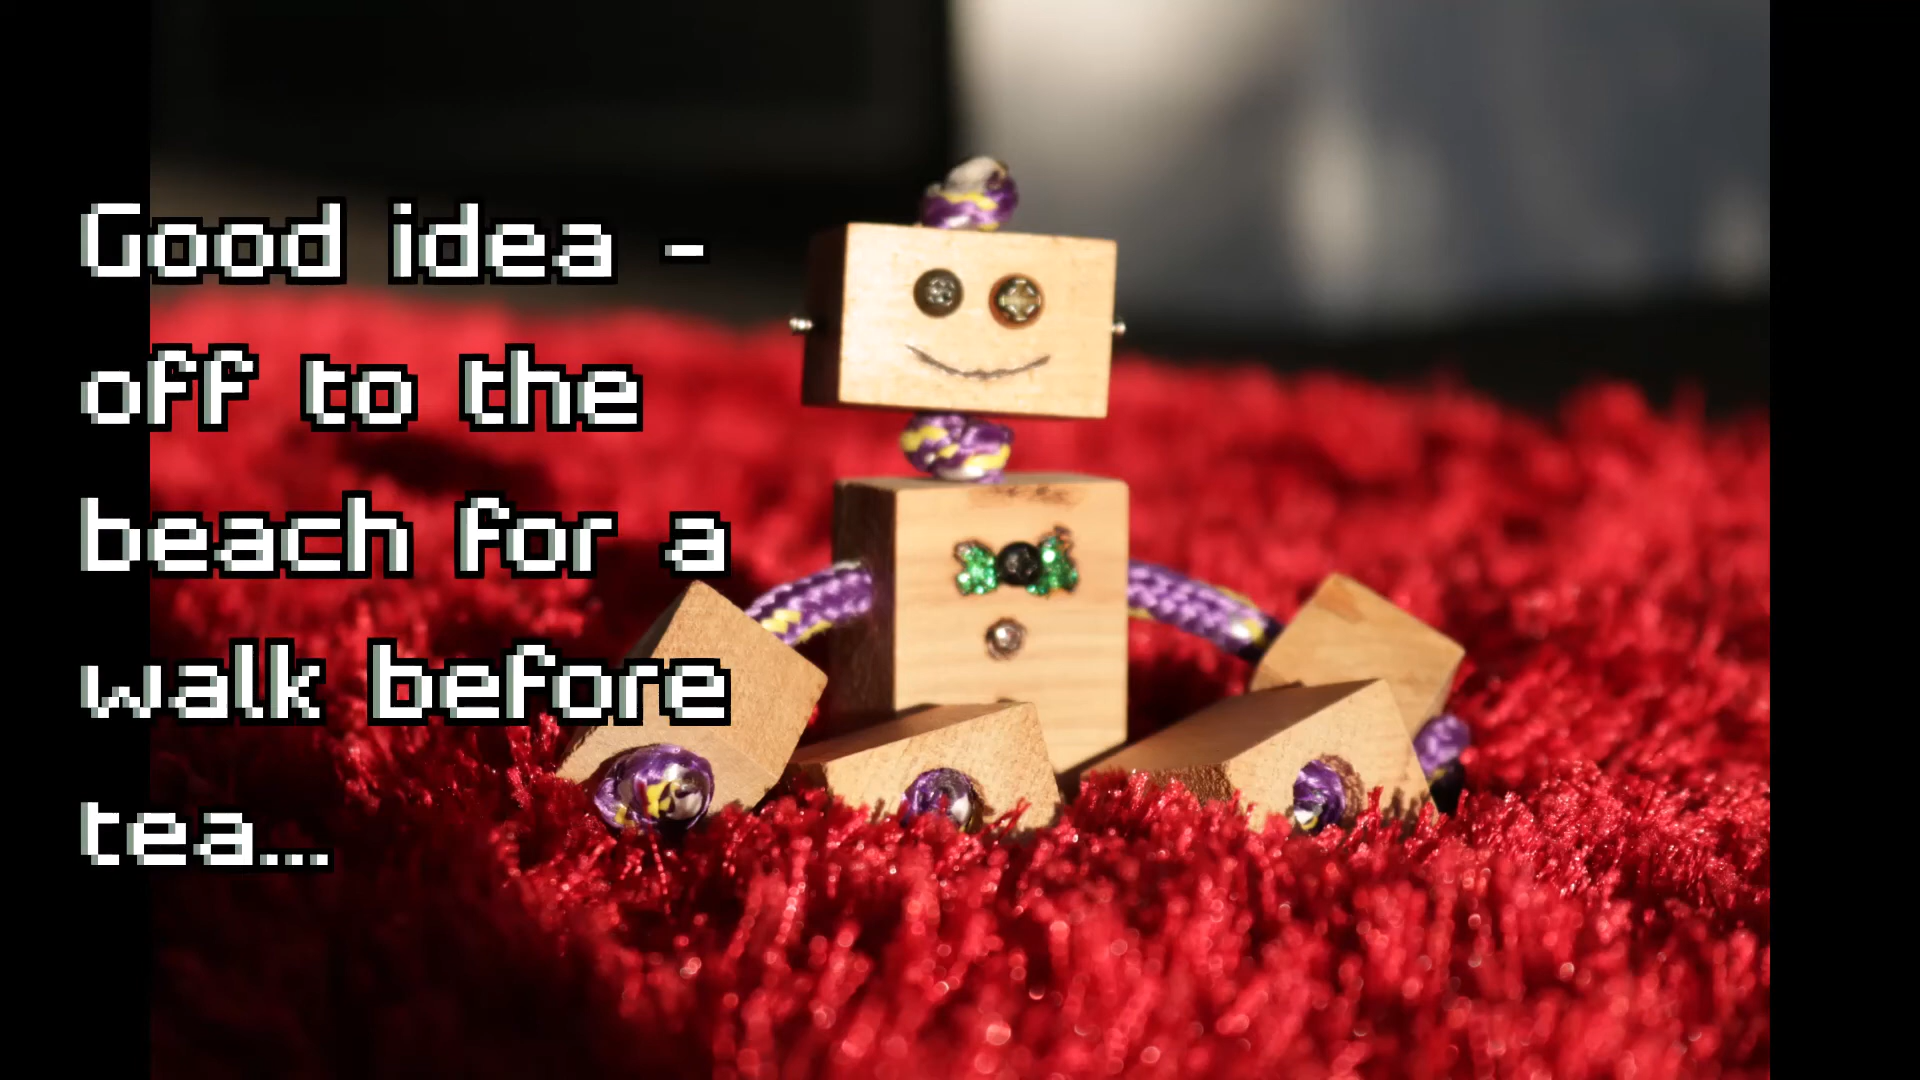 Good idea -
off to the
beach for a
walk before
tea...